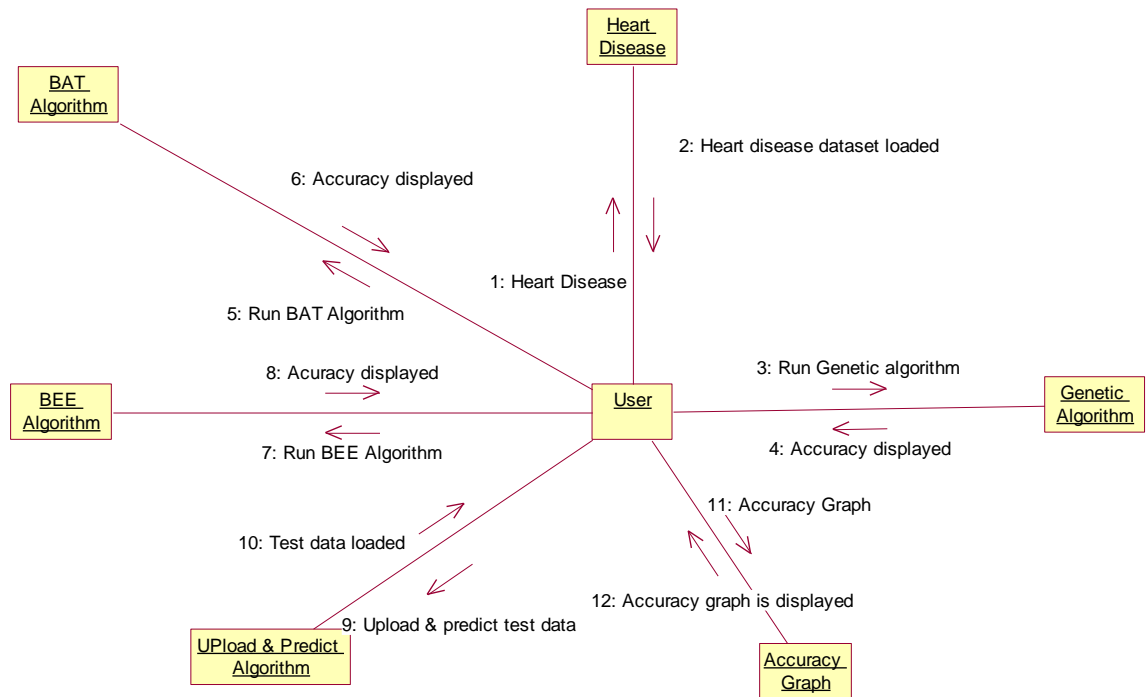 Heart
Disease
BAT
Algorithm
2: Heart disease dataset loaded
6: Accuracy displayed
1: Heart Disease
5: Run BAT Algorithm
8: Acuracy displayed
3: Run Genetic algorithm
BEE
Algorithm
User
Genetic
Algorithm
7: Run BEE Algorithm
4: Accuracy displayed
11: Accuracy Graph
10: Test data loaded
12: Accuracy graph is displayed
9: Upload & predict test data
UPload & Predict
Algorithm
Accuracy
Graph